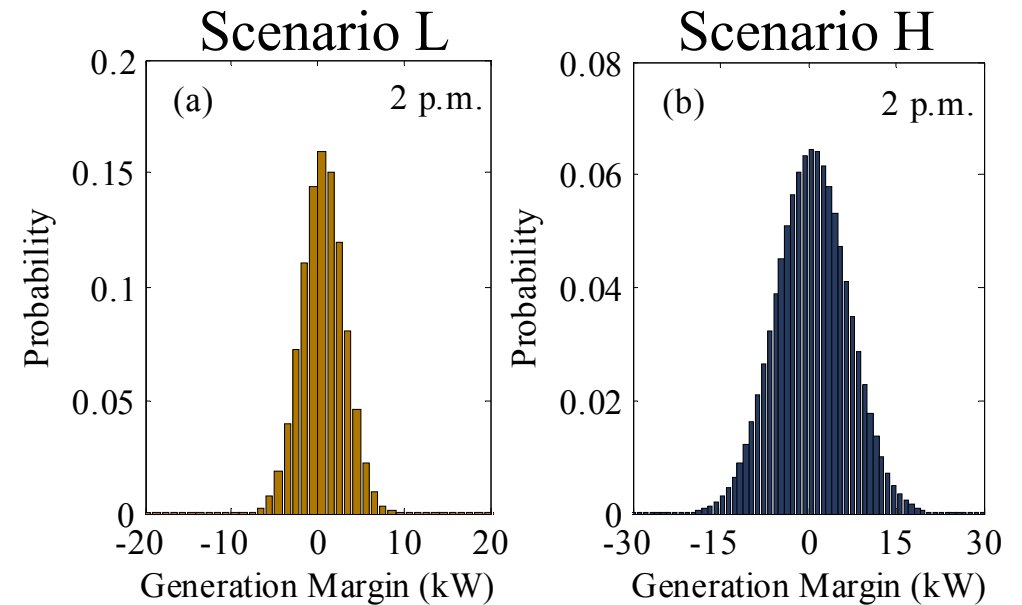 Scenario L
0.2
(a)
2 p.m.
0.15
0.1
0.05
0
Probability
-20 -10 0 10 20
Generation Margin (kW)
Scenario H
0.08
(b)
2 p.m.
0.06
0.04
0.02
0
Probability
-30 -15 0 15 30
Generation Margin (kW)